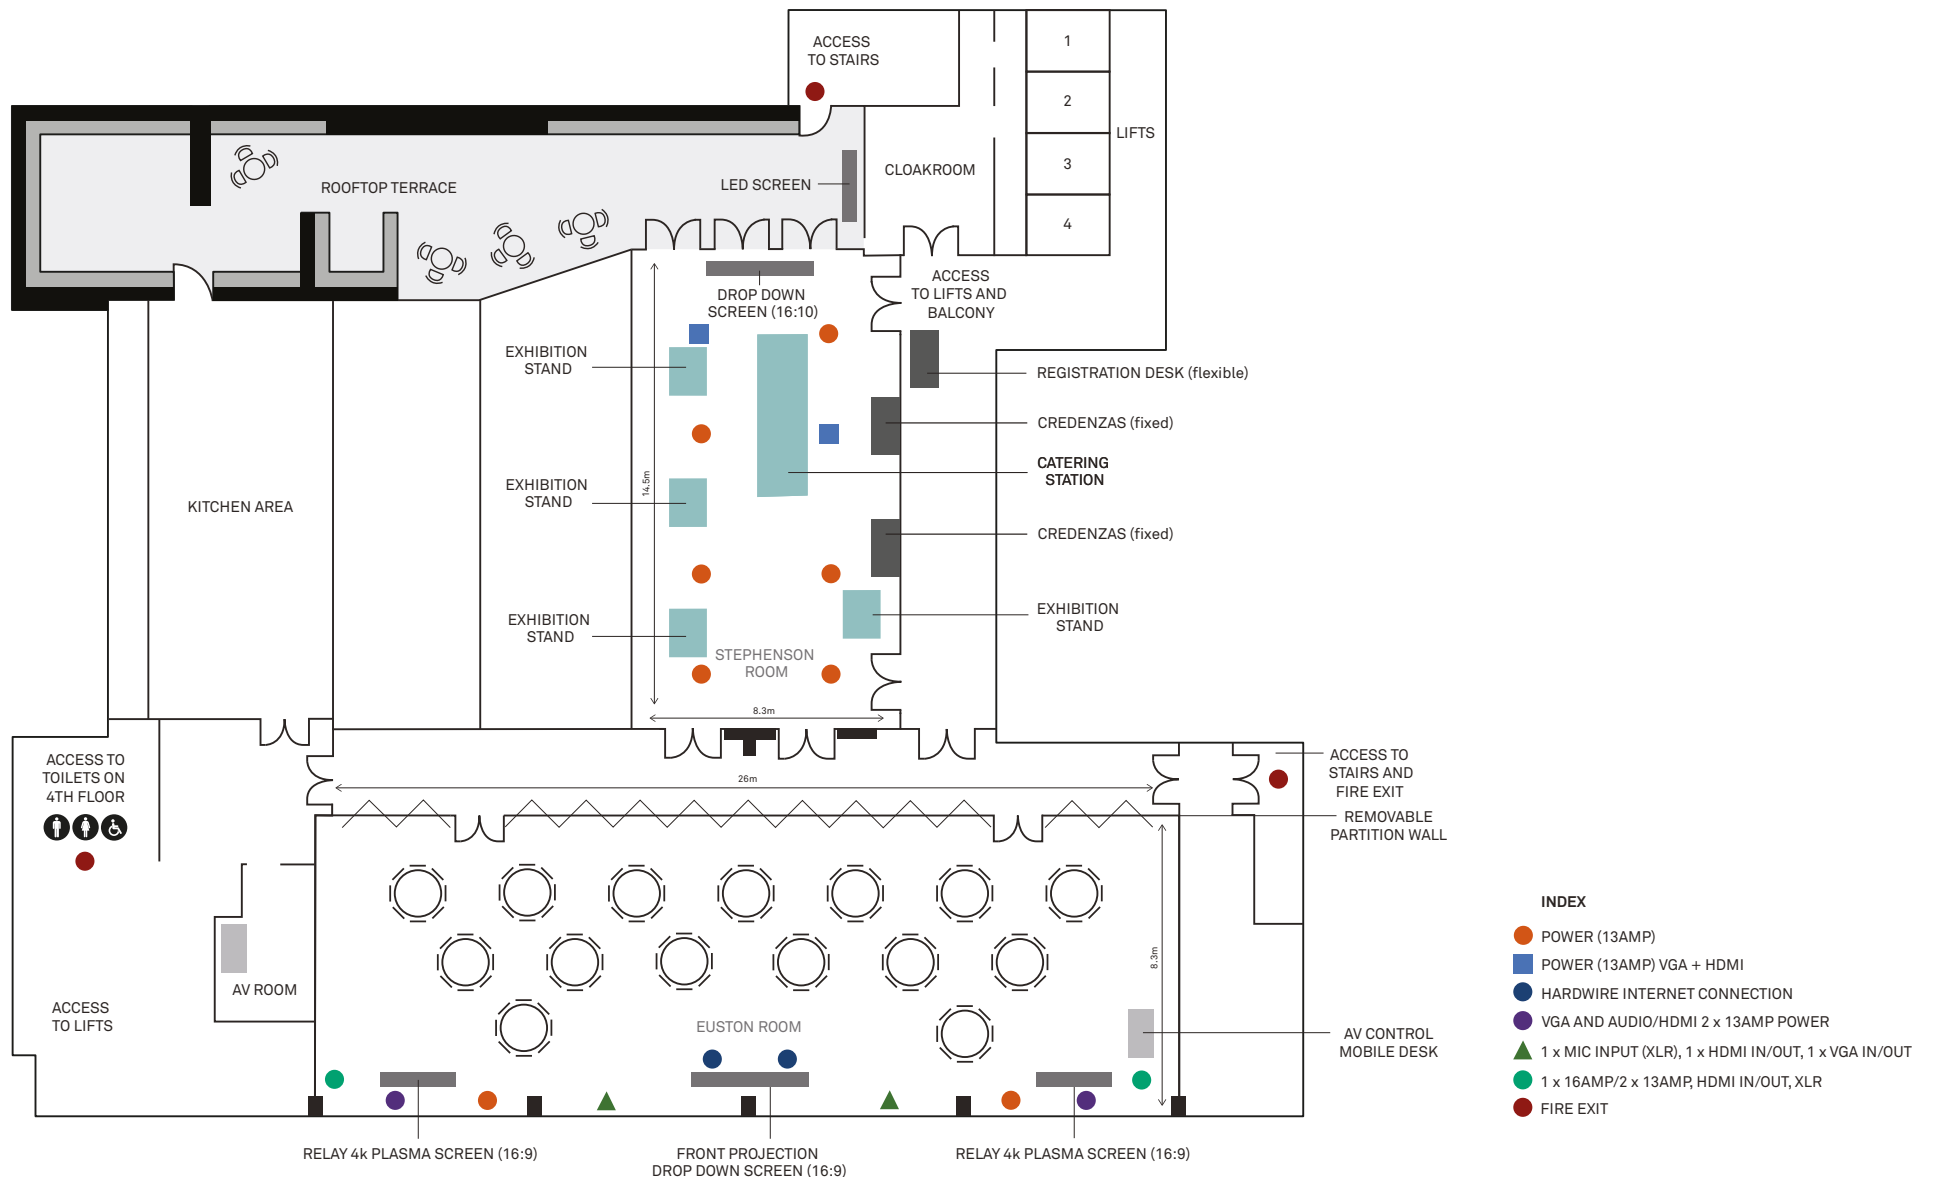 ACCESS
TO STAIRS
1
2
3
4
LIFTS
CLOAKROOM
ROOFTOP TERRACE
LED SCREEN
ACCESS
TO LIFTS AND
BALCONY
DROP DOWN
SCREEN (16:10)
EXHIBITION
STAND
REGISTRATION DESK (flexible)
CREDENZAS (fixed)
CATERING
STATION
14.5m
EXHIBITION
STAND
KITCHEN AREA
CREDENZAS (fixed)
EXHIBITION
STAND
EXHIBITION
STAND
STEPHENSON
ROOM
8.3m
ACCESS TO
TOILETS ON
4TH FLOOR
26m
ACCESS TO
STAIRS AND
FIRE EXIT
REMOVABLE
PARTITION WALL
8.3m
AV ROOM
ACCESS
TO LIFTS
EUSTON ROOM
AV CONTROL
MOBILE DESK
RELAY 4k PLASMA SCREEN (16:9)
FRONT PROJECTION
DROP DOWN SCREEN (16:9)
RELAY 4k PLASMA SCREEN (16:9)
INDEX
POWER (13AMP)
POWER (13AMP) VGA + HDMI
HARDWIRE INTERNET CONNECTION
VGA AND AUDIO/HDMI 2 x 13AMP POWER
1 x MIC INPUT (XLR), 1 x HDMI IN/OUT, 1 x VGA IN/OUT
1 x 16AMP/2 x 13AMP, HDMI IN/OUT, XLR
FIRE EXIT